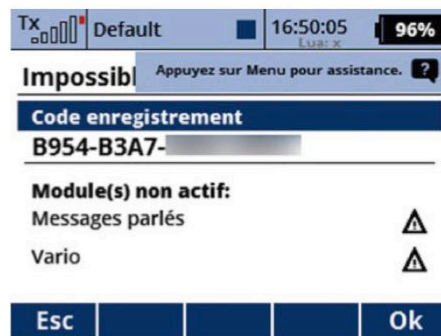 Tx Default 16:50:05 96%
Lua: x
Appuyez sur Menu pour assistance. ?
Impossibl
Code enregistrement
B954-B3A7-
Module(s) non actif:
Messages parlés
Vario
Esc Ok